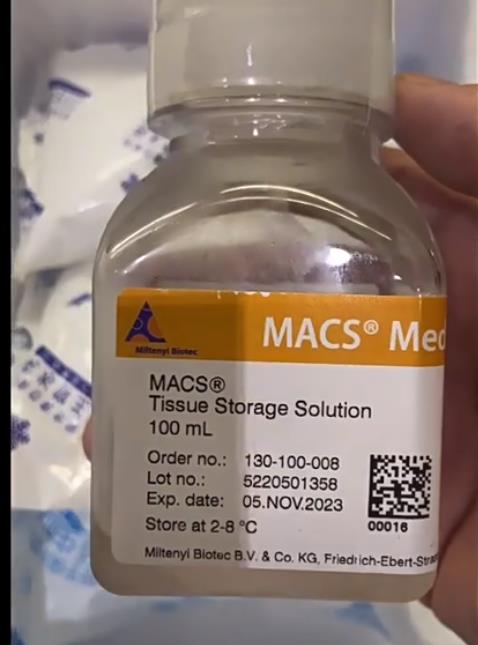 Miltenyi Biotec
MACS® Med
MACS®
Tissue Storage Solution
100 mL
Order no.: 130-100-008
Lot no.: 5220501358
Exp. date: 05.NOV.2023
Store at 2-8 °C
00016
Miltenyi Biotec B.V. & Co. KG, Friedrich-Ebert-Stra